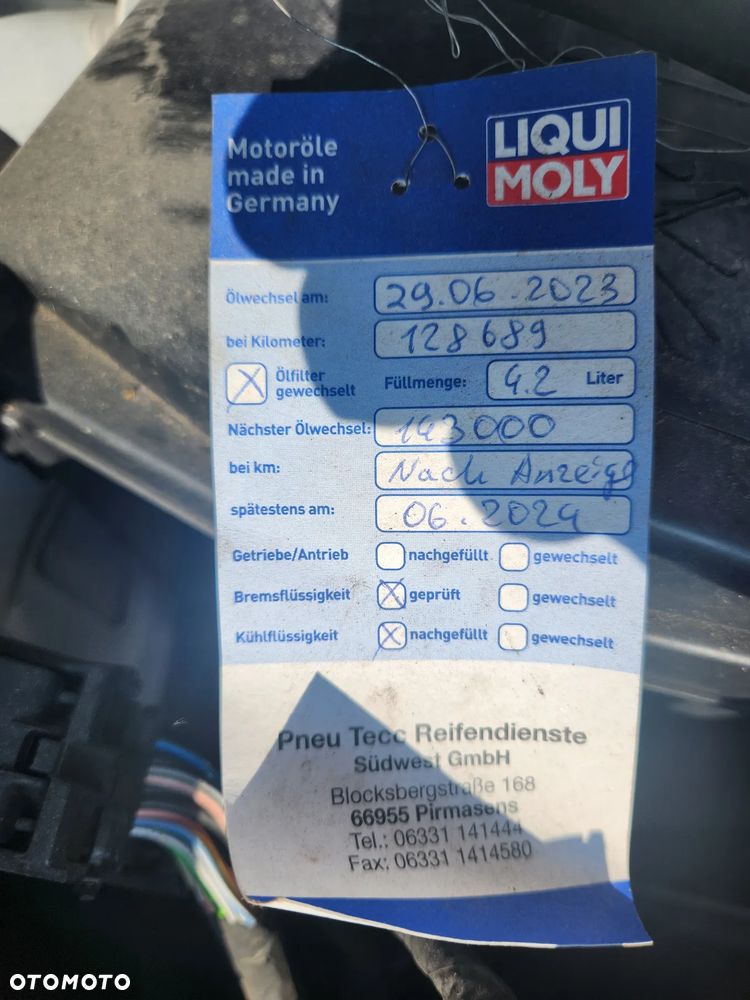 Motoröle
made in
Germany
LIQUI
MOLY
Ölwechsel am: 29.06.2023
bei Kilometer: 128689
X Ölfilter gewechselt Füllmenge: 4.2 Liter
Nächster Ölwechsel: 143000
bei km: Nach Anzeige
spätestens am: 06.2024
Getriebe/Antrieb nachgefüllt gewechselt
Bremsflüssigkeit X geprüft gewechselt
Kühlflüssigkeit X nachgefüllt gewechselt
Pneu Tecc Reifendienste
Südwest GmbH
Blocksbergstraße 168
66955 Pirmasens
Tel.: 06331 141444
Fax: 06331 1414580
OTOMOTO